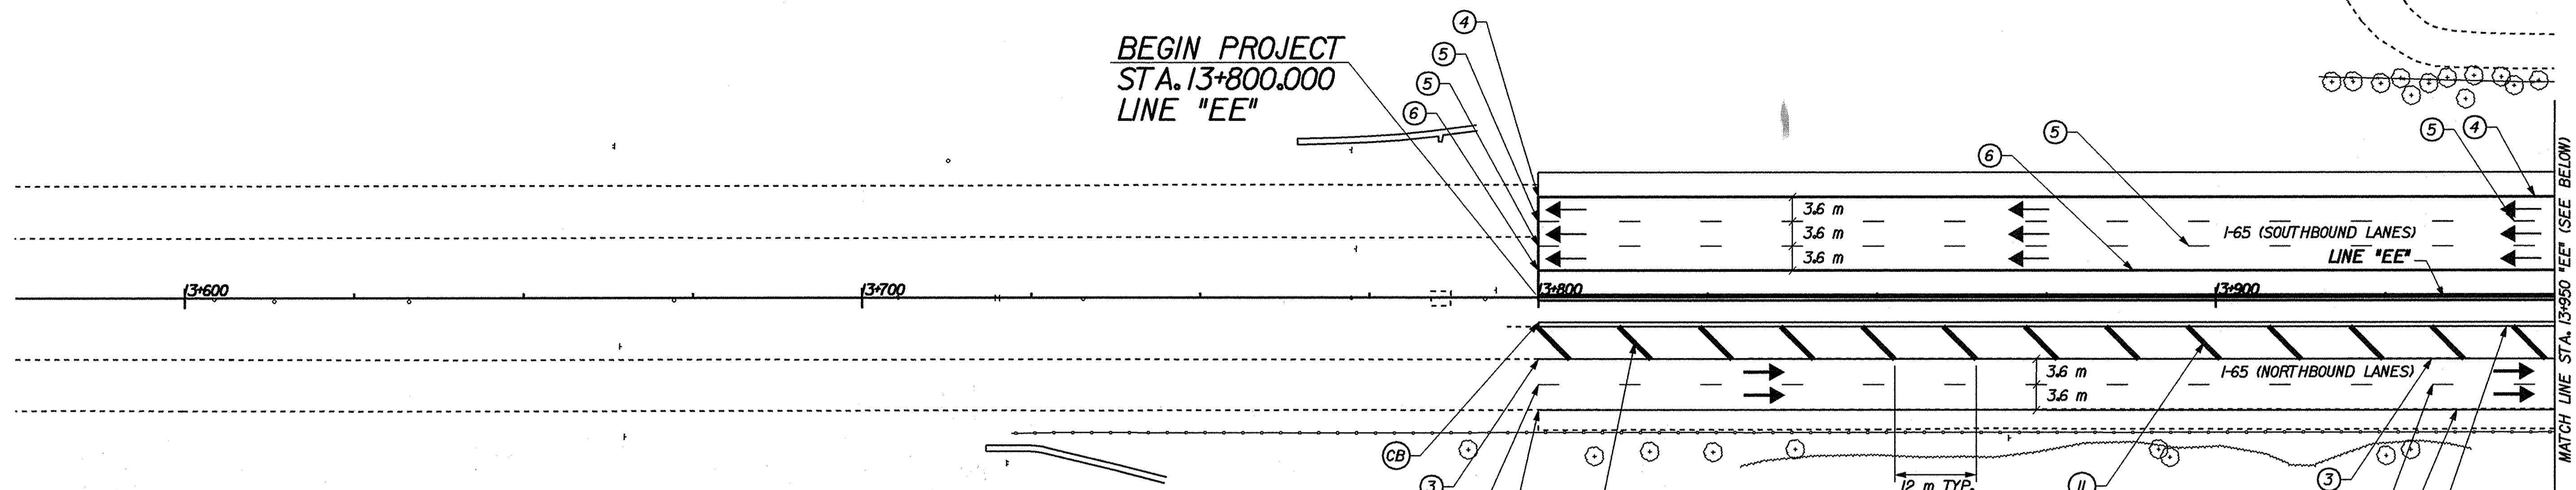 4
5
5
6
BEGIN PROJECT
STA. 13+800.000
LINE "EE"
5
5
4
6
3.6 m
3.6 m
3.6 m
I-65 (SOUTHBOUND LANES)
LINE "EE"
13+600
13+700
13+800
13+900
3.6 m
3.6 m
I-65 (NORTHBOUND LANES)
CB
3
12 m TYP.
11
3
MATCH LINE STA. 13+950 "EE" (SEE BELOW)